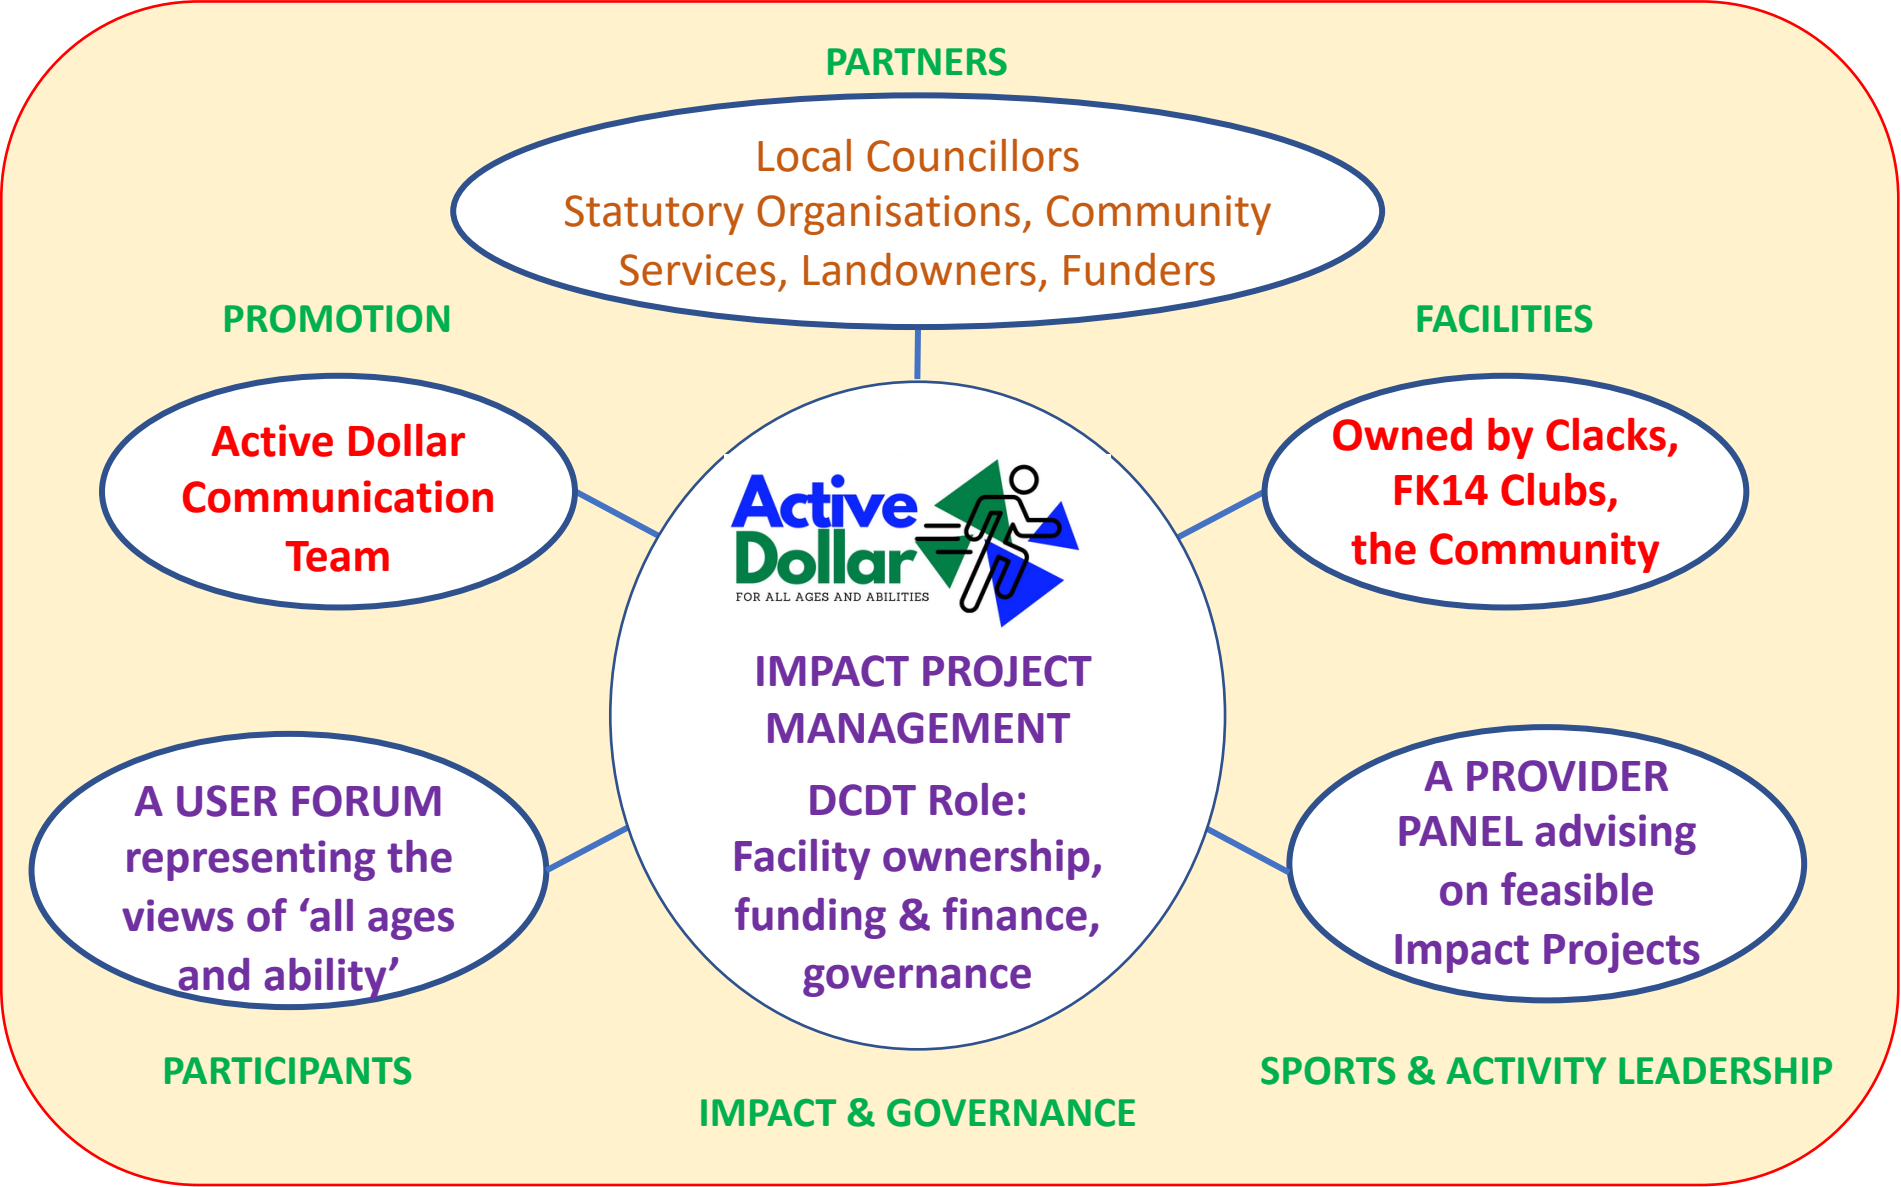 PARTNERS
Local Councillors
Statutory Organisations, Community
Services, Landowners, Funders
PROMOTION
Active Dollar
Communication
Team
FACILITIES
Owned by Clacks,
FK14 Clubs,
the Community
Active
Dollar
FOR ALL AGES AND ABILITIES
IMPACT PROJECT
MANAGEMENT
DCDT Role:
Facility ownership,
funding & finance,
governance
A USER FORUM
representing the
views of ‘all ages
and ability’
PARTICIPANTS
A PROVIDER
PANEL advising
on feasible
Impact Projects
SPORTS & ACTIVITY LEADERSHIP
IMPACT & GOVERNANCE